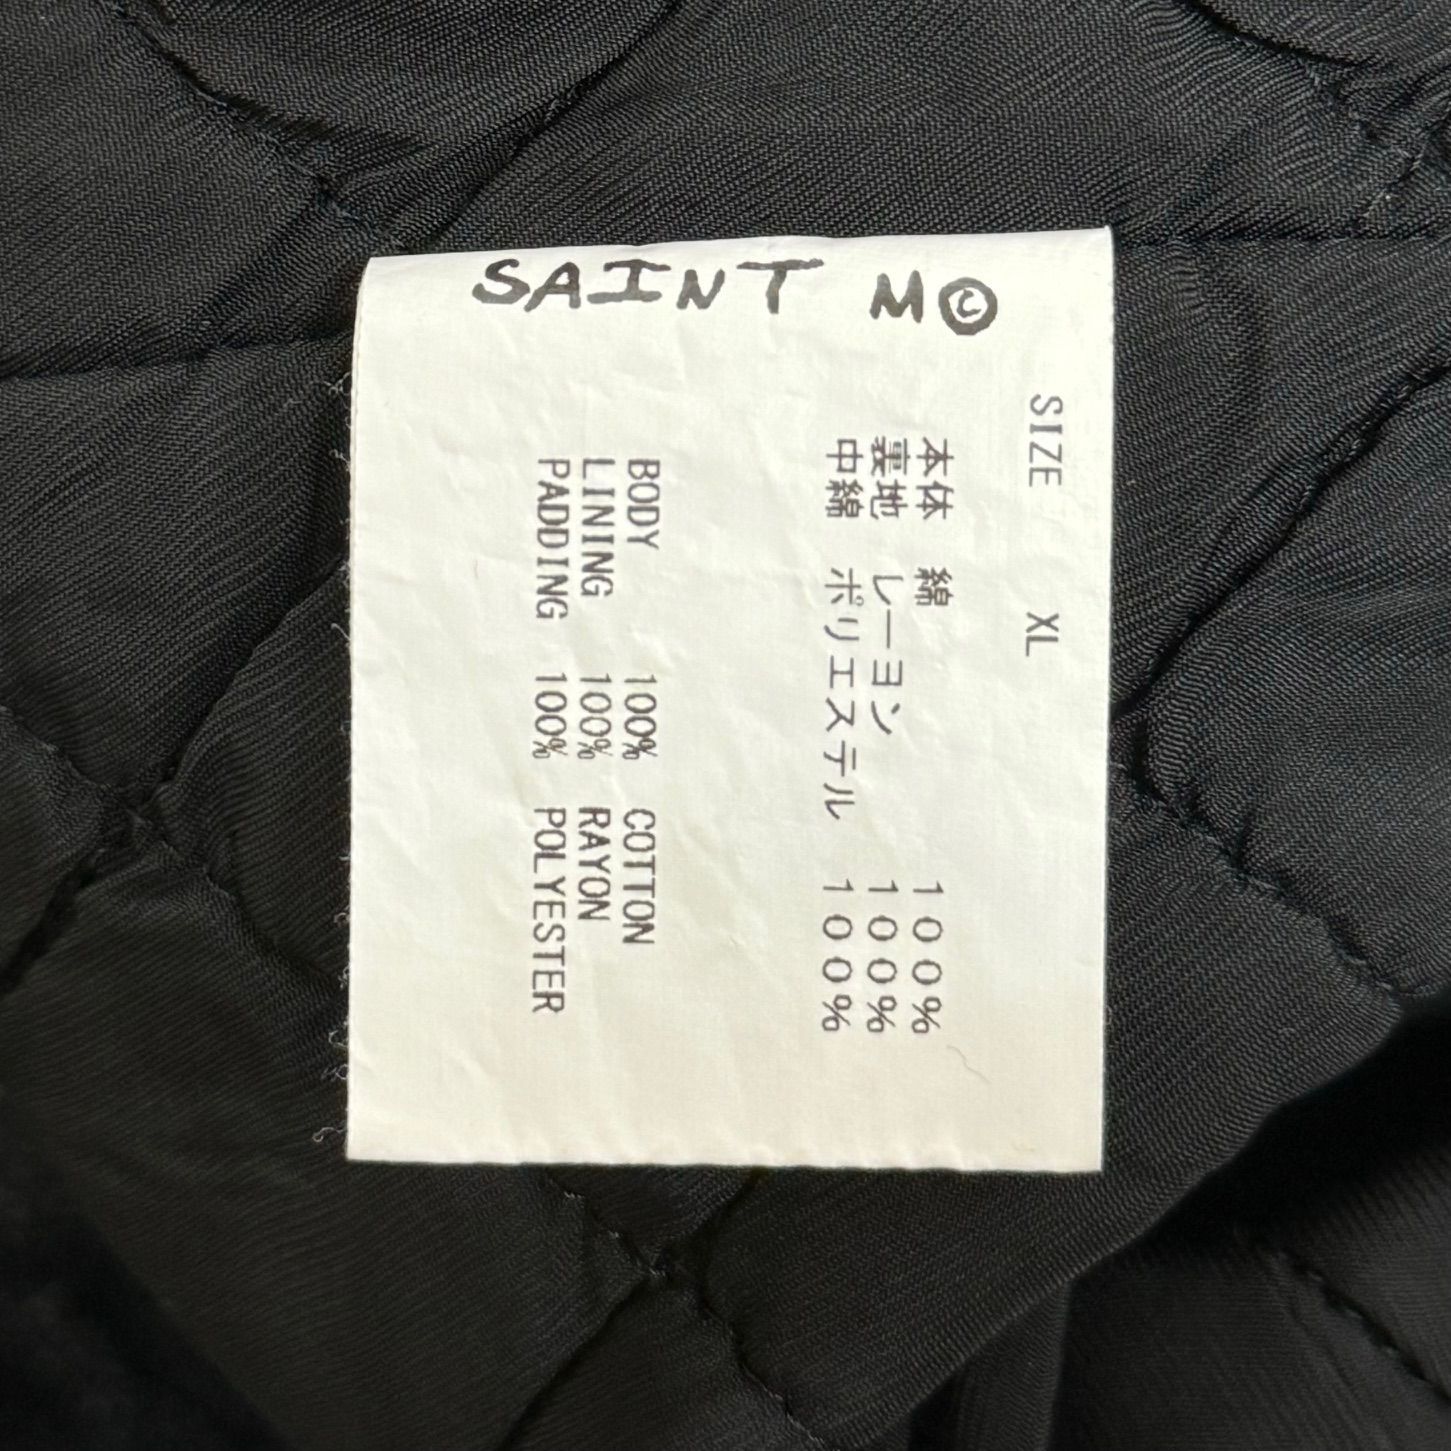 SAINT M©
SIZE XL
本体 綿 100%
裏地 レーヨン 100%
中綿 ポリエステル 100%
BODY 100% COTTON
LINING 100% RAYON
PADDING 100% POLYESTER